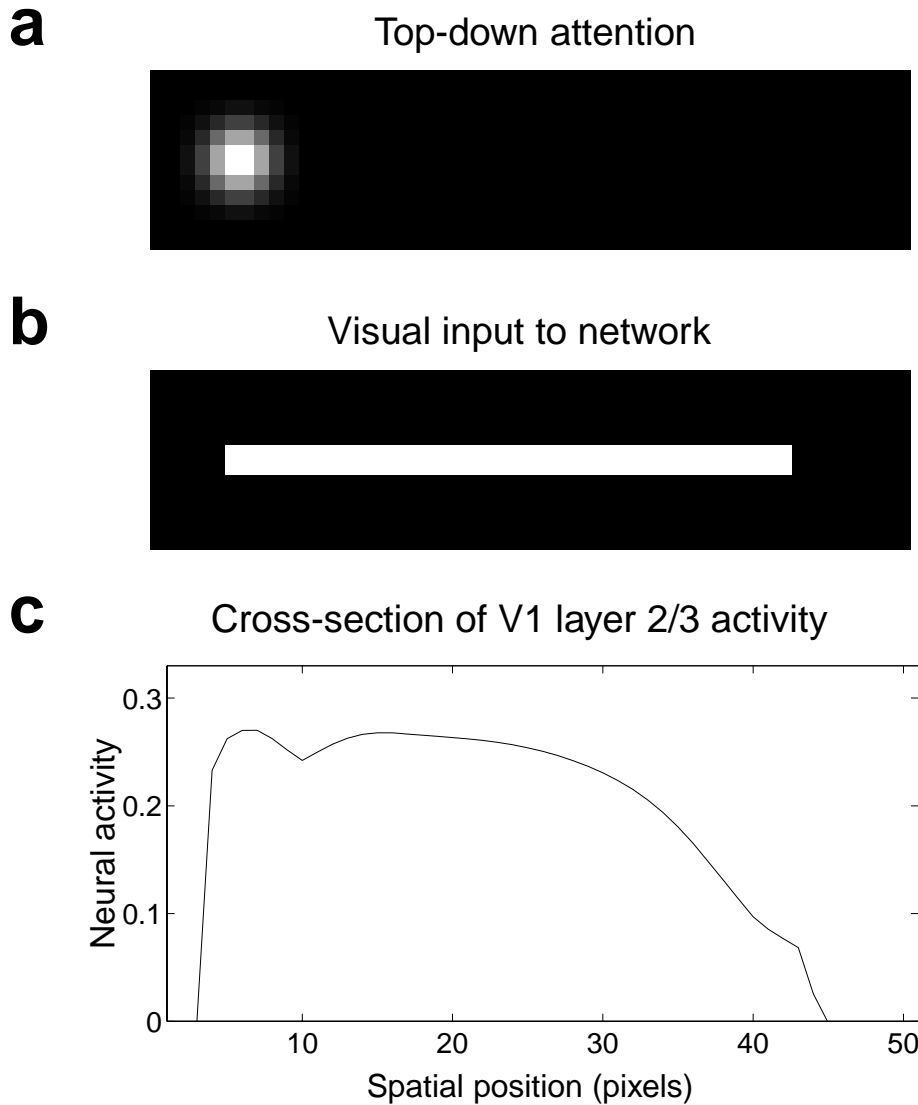 a
Top-down attention
b
Visual input to network
c
Cross-section of V1 layer 2/3 activity
0.3
0.2
0.1
0
Neural activity
10 20 30 40 50
Spatial position (pixels)